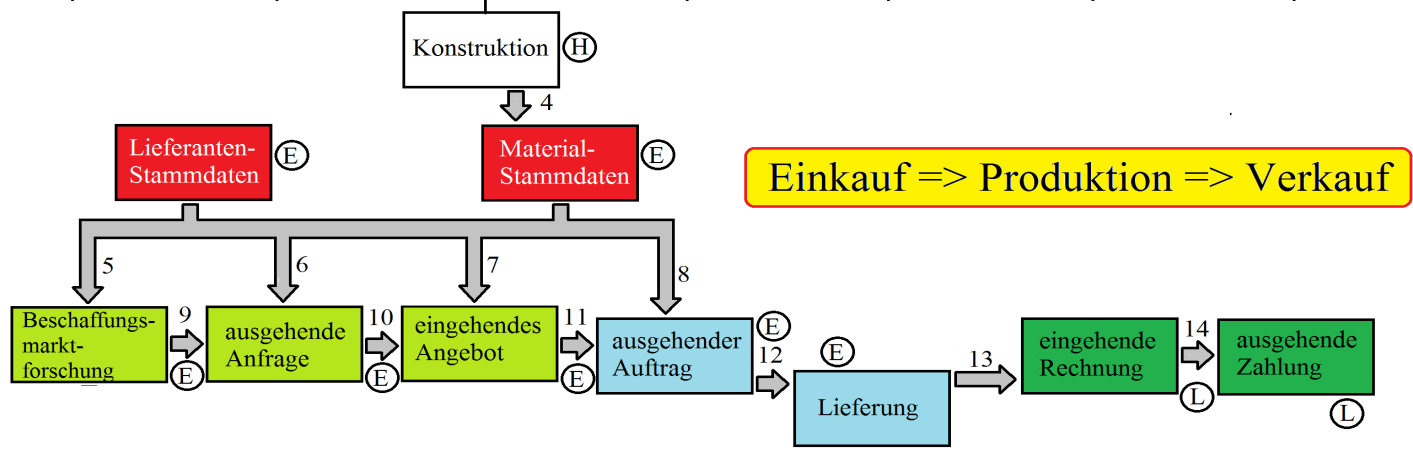 Konstruktion
H
4
Lieferanten-
Stammdaten
E
Material-
Stammdaten
E
Einkauf => Produktion => Verkauf
5
6
7
8
Beschaffungs-
markt-
forschung
9
E
ausgehende
Anfrage
10
E
eingehendes
Angebot
11
E
ausgehender
Auftrag
E
12
E
Lieferung
13
eingehende
Rechnung
14
L
ausgehende
Zahlung
L